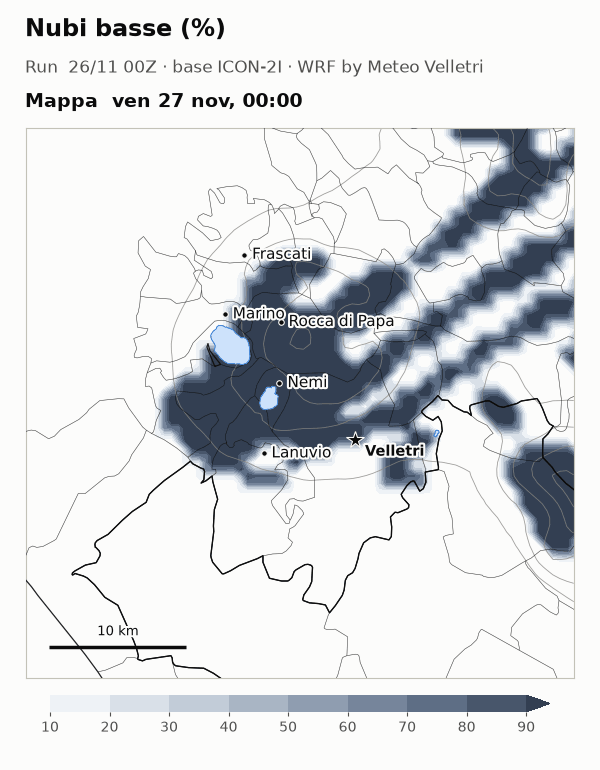 Nubi basse (%)
Run  26/11 00Z · base ICON-2I · WRF by Meteo Velletri
Mappa  ven 27 nov, 00:00
Frascati
Marino
Rocca di Papa
Nemi
Velletri
Lanuvio
10 km
10 20 30 40 50 60 70 80 90